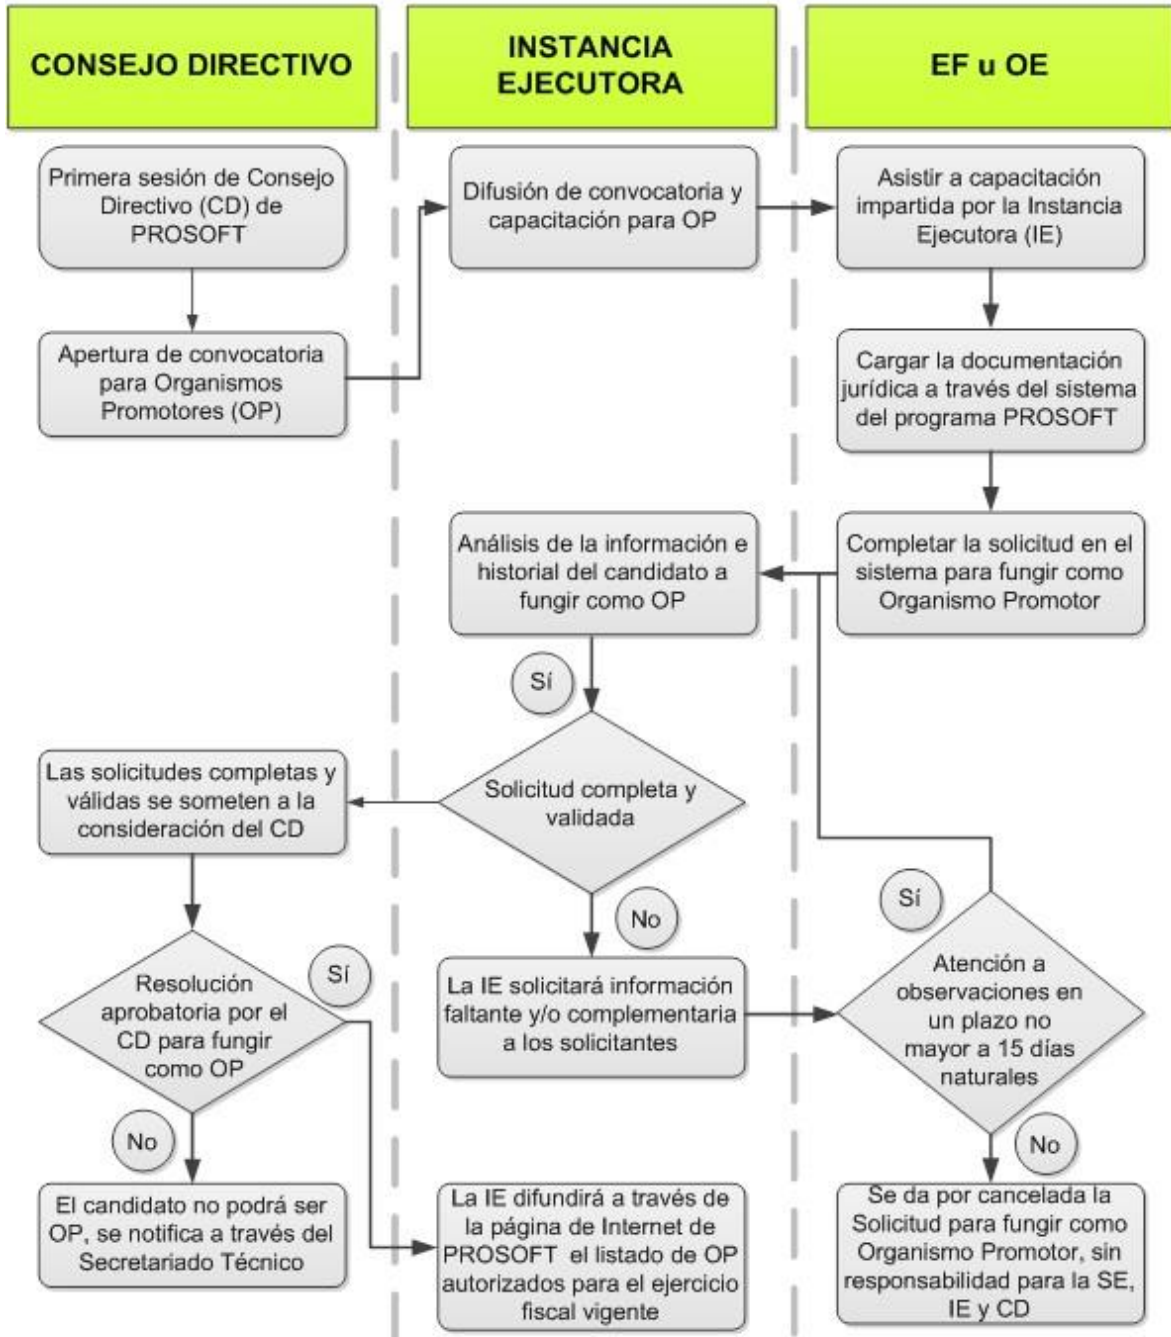 CONSEJO DIRECTIVO
INSTANCIA
EJECUTORA
EF u OE
Primera sesión de Consejo
Directivo (CD) de
PROSOFT
Difusión de convocatoria y
capacitación para OP
Asistir a capacitación
impartida por la Instancia
Ejecutora (IE)
Apertura de convocatoria
para Organismos
Promotores (OP)
Cargar la documentación
jurídica a través del sistema
del programa PROSOFT
Análisis de la información e
historial del candidato a
fungir como OP
Completar la solicitud en el
sistema para fungir como
Organismo Promotor
Sí
Las solicitudes completas y
válidas se someten a la
consideración del CD
Solicitud completa y
validada
Sí
No
Resolución
aprobatoria por el
CD para fungir
como OP
Sí
La IE solicitará información
faltante y/o complementaria
a los solicitantes
Atención a
observaciones en
un plazo no
mayor a 15 días
naturales
No
No
El candidato no podrá ser
OP, se notifica a través del
Secretariado Técnico
La IE difundirá a través de
la página de Internet de
PROSOFT el listado de OP
autorizados para el ejercicio
fiscal vigente
Se da por cancelada la
Solicitud para fungir como
Organismo Promotor, sin
responsabilidad para la SE,
IE y CD